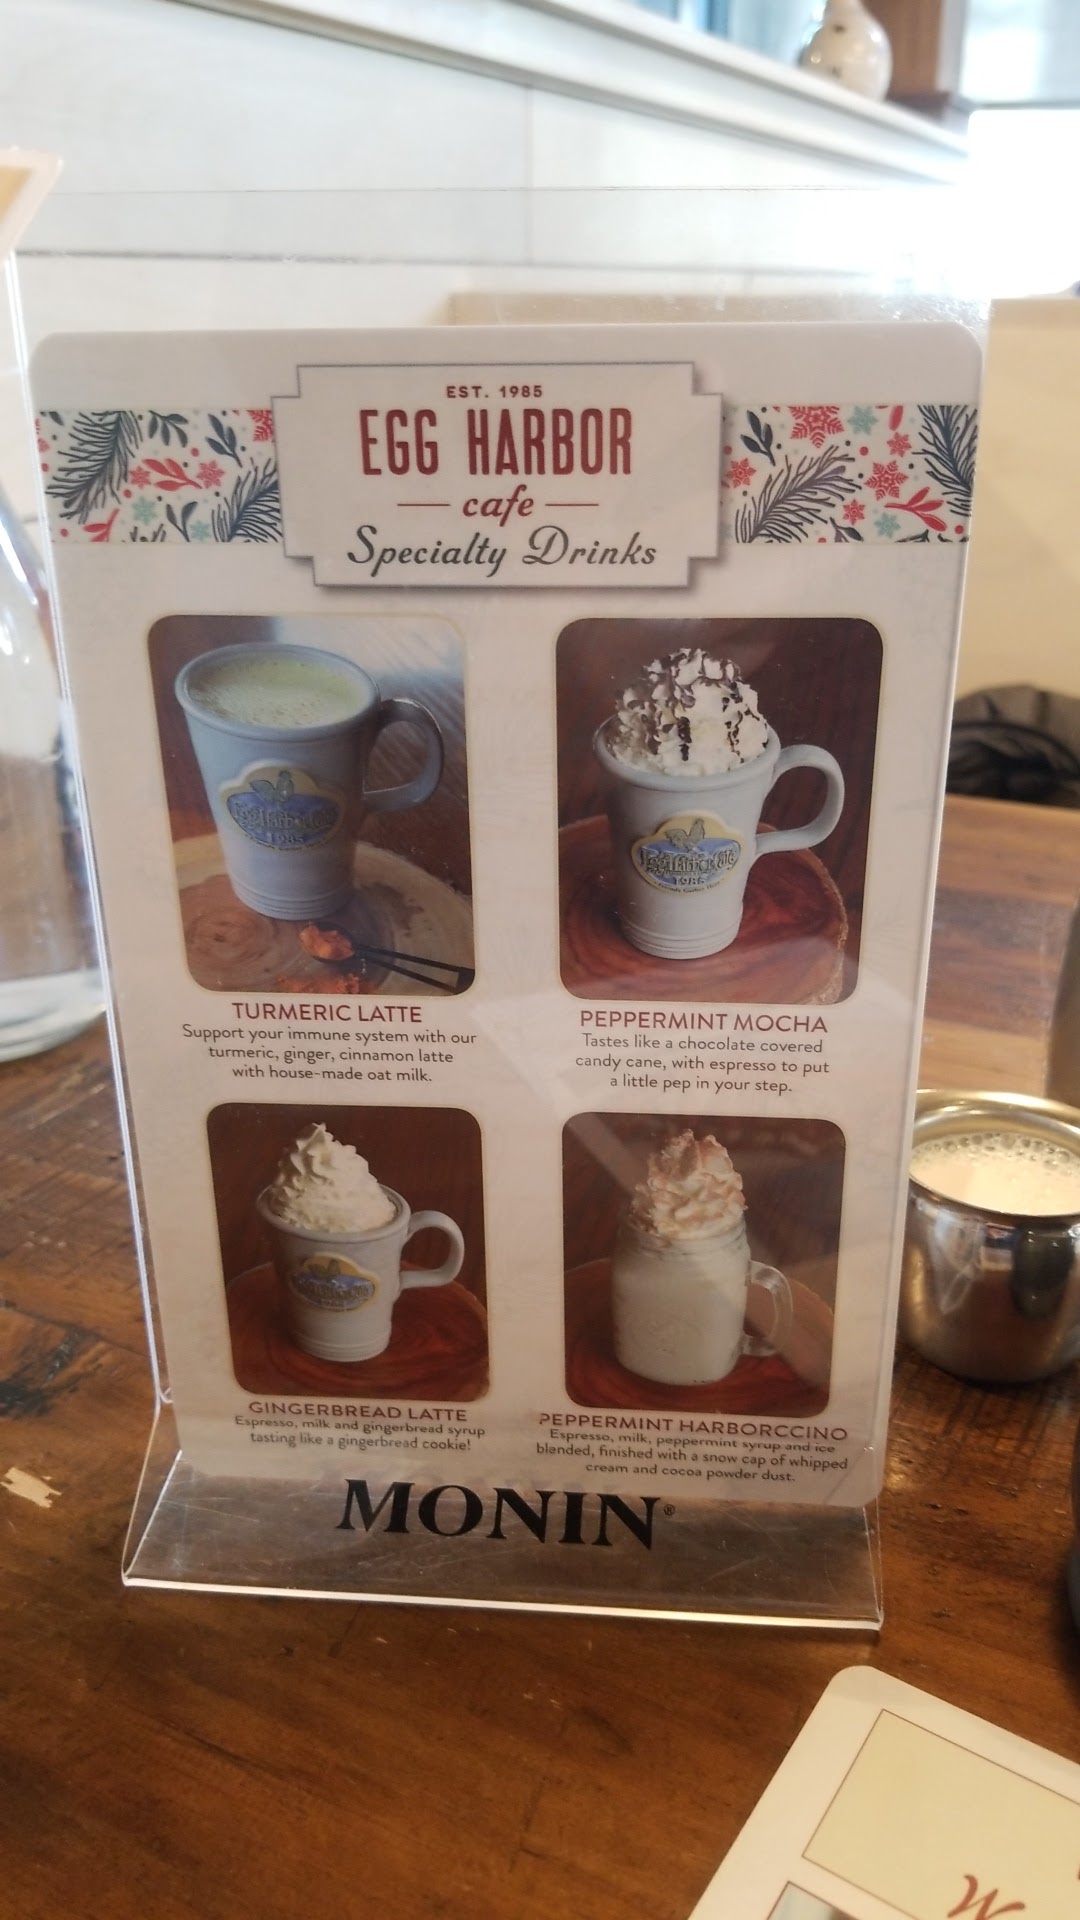 EST. 1985
EGG HARBOR
cafe
Specialty Drinks
1985
1985
TURMERIC LATTE
Support your immune system with our
turmeric, ginger, cinnamon latte
with house-made oat milk.
PEPPERMINT MOCHA
Tastes like a chocolate covered
candy cane, with espresso to put
a little pep in your step.
GINGERBREAD LATTE
Espresso, milk and gingerbread syrup
tasting like a gingerbread cookie!
PEPPERMINT HARBORCCINO
Espresso, milk, peppermint syrup and ice
blended, finished with a snow cap of whipped
cream and cocoa powder dust.
MONIN®